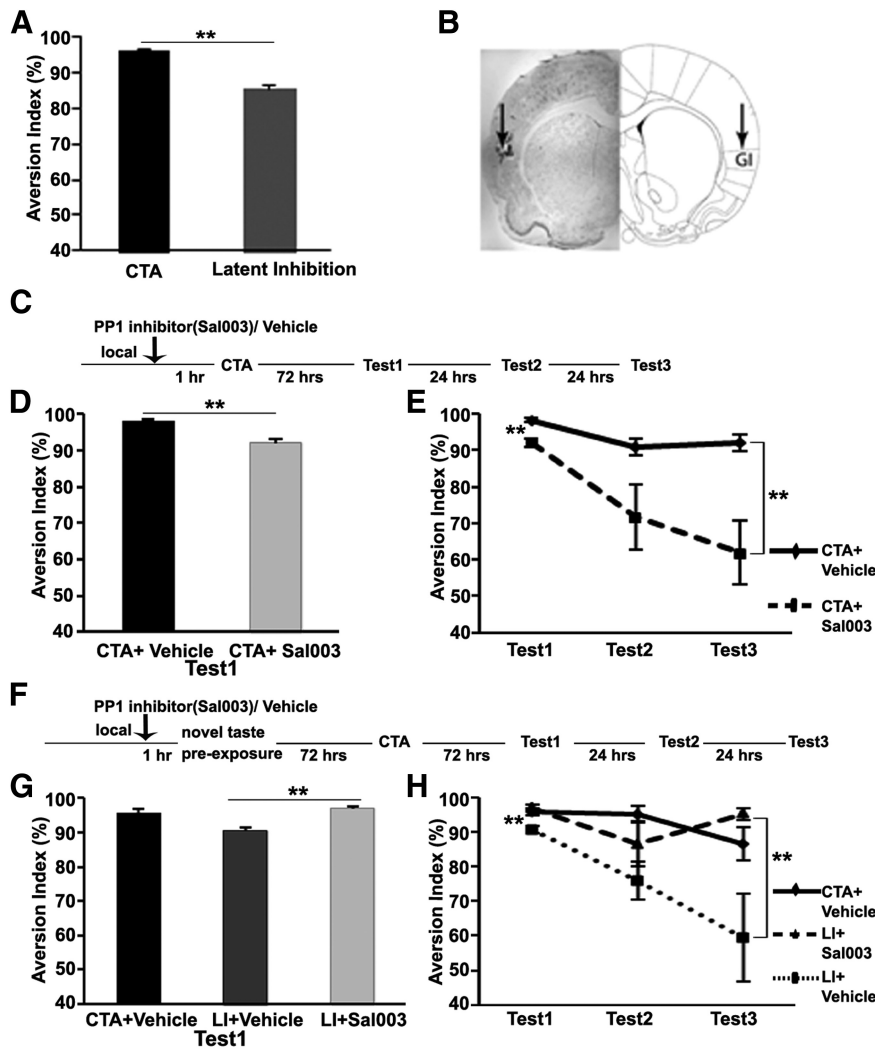 A
**
Aversion Index (%)
100
90
80
70
60
50
40
CTA
Latent Inhibition
B
GI
C
PP1 inhibitor(Sal003)/ Vehicle
local
1 hr
CTA
72 hrs
Test1
24 hrs
Test2
24 hrs
Test3
D
**
Aversion Index (%)
100
90
80
70
60
50
40
CTA+ Vehicle
CTA+ Sal003
Test1
E
**
**
Aversion Index (%)
100
90
80
70
60
50
40
Test1
Test2
Test3
CTA+
Vehicle
CTA+
Sal003
F
PP1 inhibitor(Sal003)/ Vehicle
local
1 hr
novel taste
pre-exposure
72 hrs
CTA
72 hrs
Test1
24 hrs
Test2
24 hrs
Test3
G
**
Aversion Index (%)
100
90
80
70
60
50
40
CTA+Vehicle
LI+Vehicle
LI+Sal003
Test1
H
**
**
Aversion Index (%)
100
90
80
70
60
50
40
Test1
Test2
Test3
CTA+
Vehicle
LI+
Sal003
LI+
Vehicle